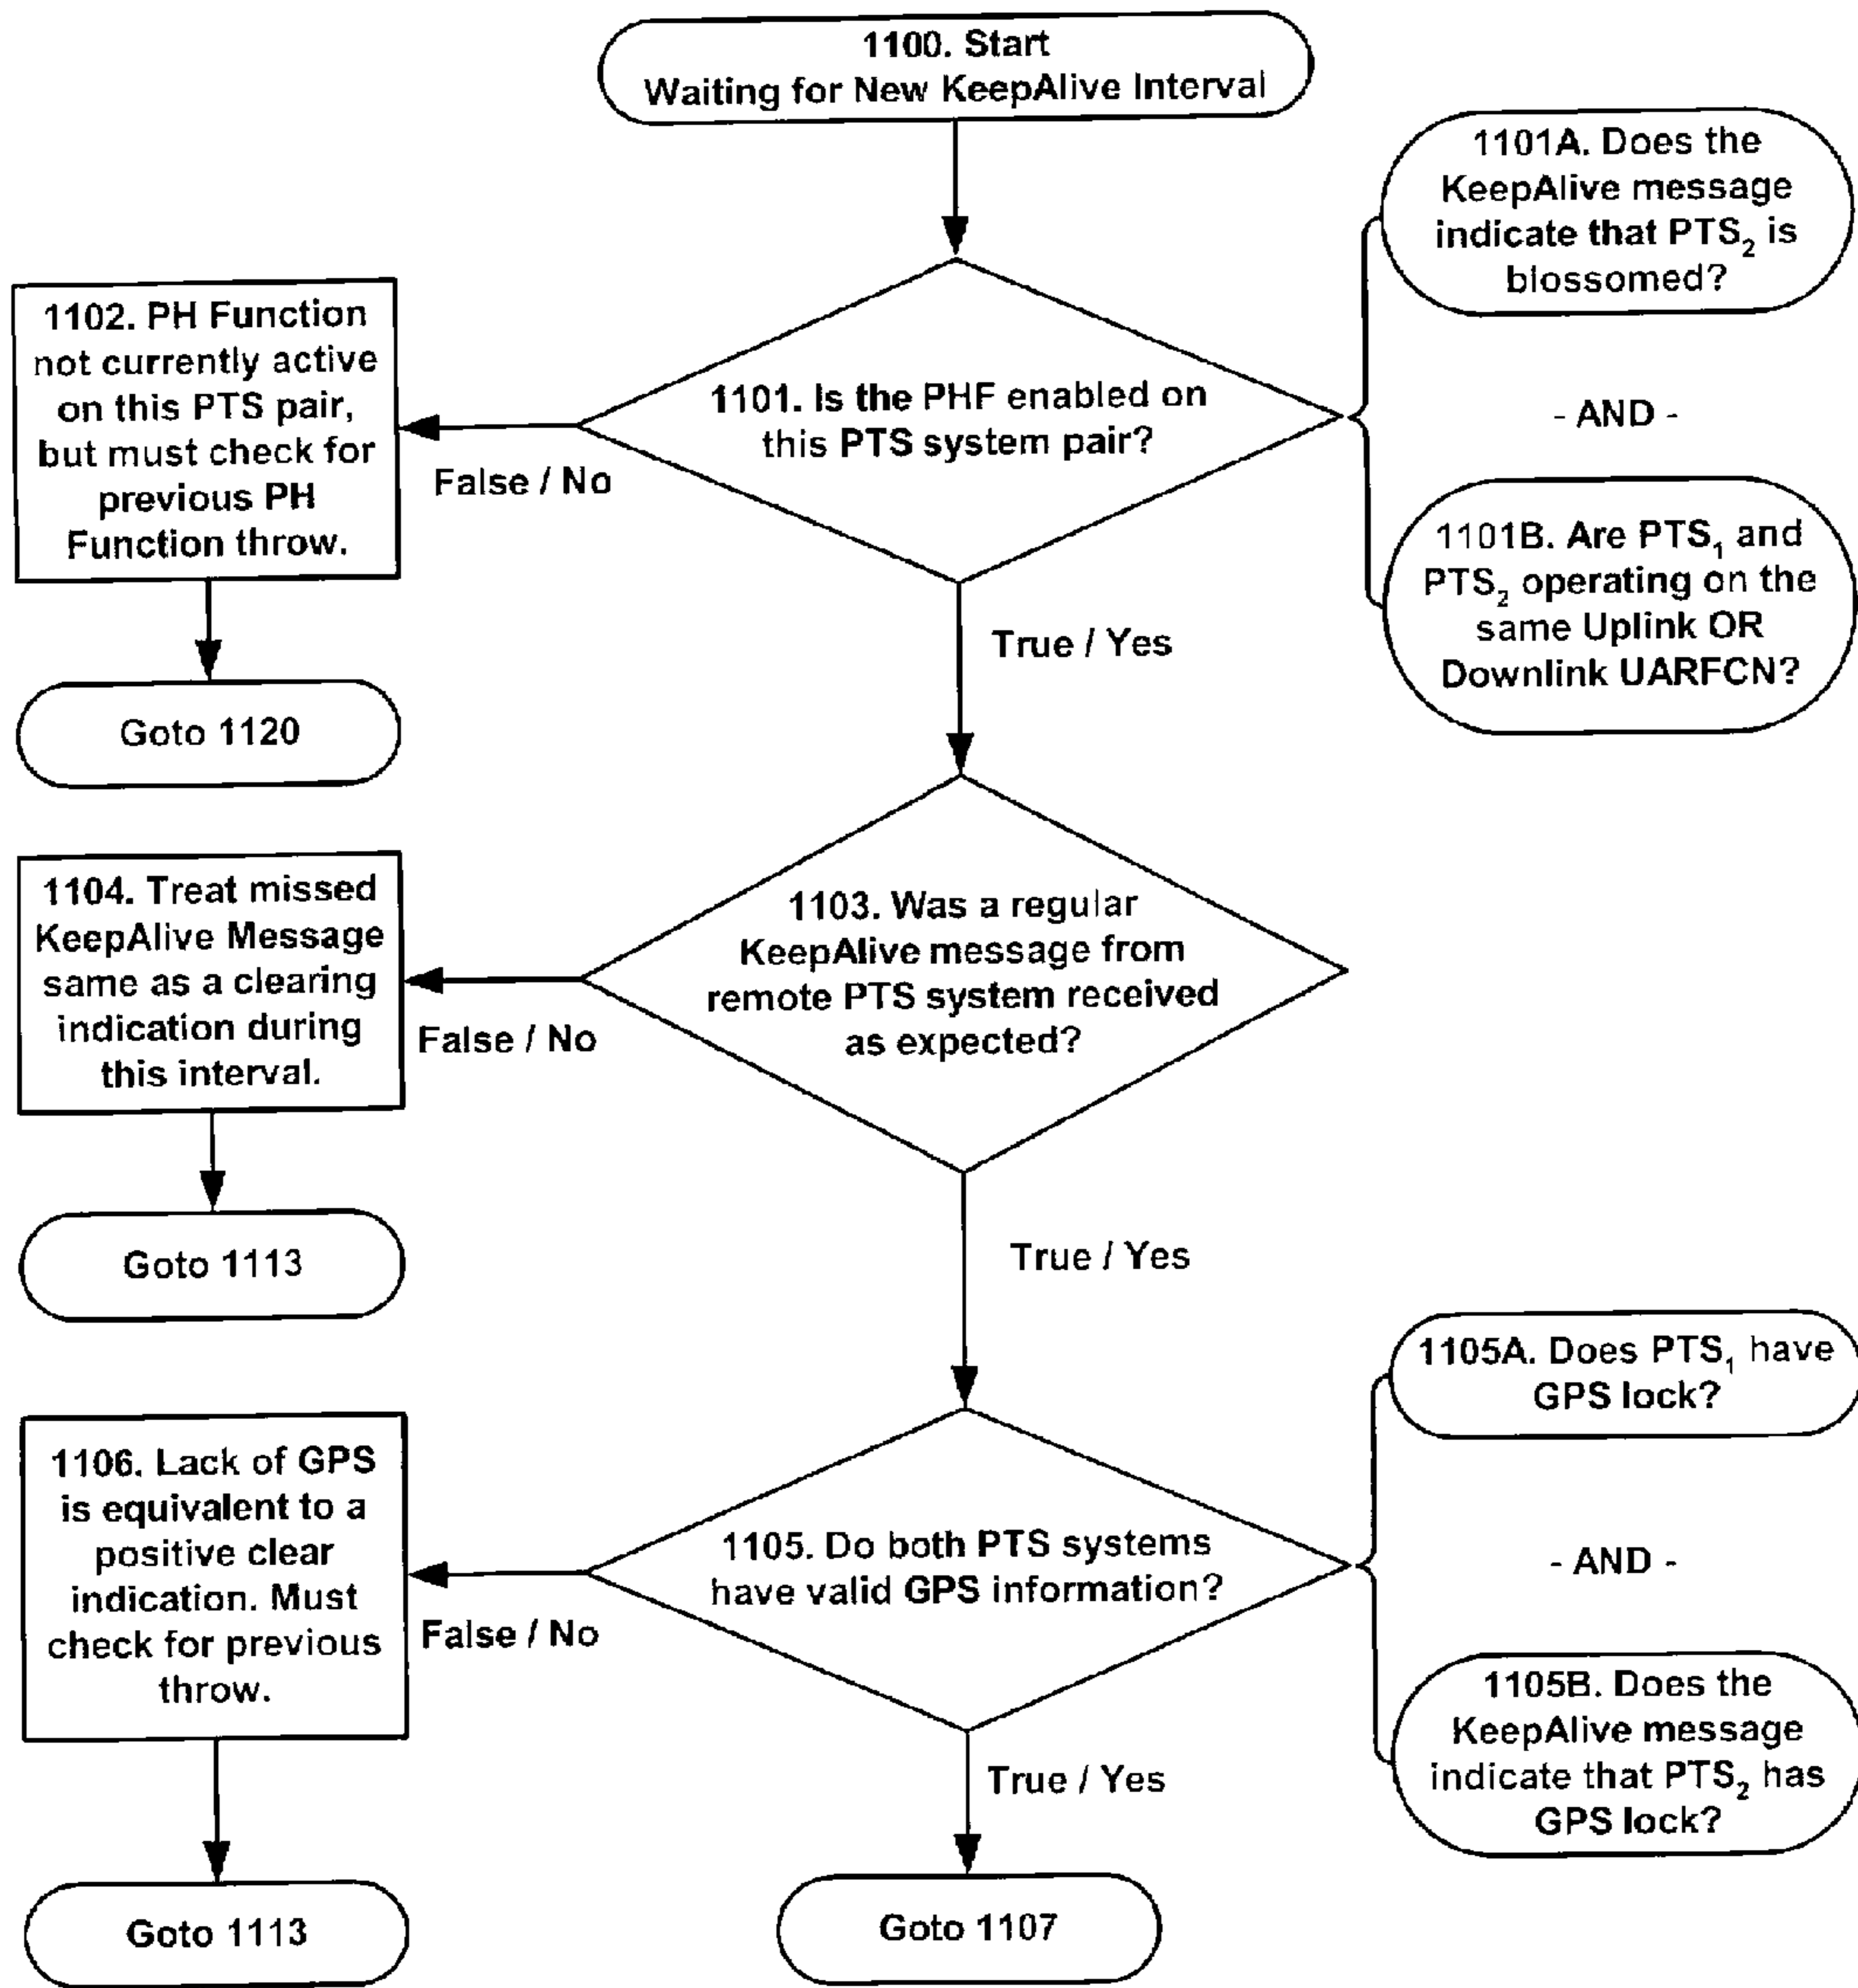 1100. Start
Waiting for New KeepAlive Interval
1101A. Does the
KeepAlive message
indicate that PTS₂ is
blossomed?
- AND -
1101B. Are PTS₁ and
PTS₂ operating on the
same Uplink OR
Downlink UARFCN?
1101. Is the PHF enabled on
this PTS system pair?
False / No
1102. PH Function
not currently active
on this PTS pair,
but must check for
previous PH
Function throw.
Goto 1120
True / Yes
1103. Was a regular
KeepAlive message from
remote PTS system received
as expected?
False / No
1104. Treat missed
KeepAlive Message
same as a clearing
indication during
this interval.
Goto 1113
True / Yes
1105A. Does PTS₁ have
GPS lock?
- AND -
1105B. Does the
KeepAlive message
indicate that PTS₂ has
GPS lock?
1105. Do both PTS systems
have valid GPS information?
False / No
1106. Lack of GPS
is equivalent to a
positive clear
indication. Must
check for previous
throw.
Goto 1113
True / Yes
Goto 1107